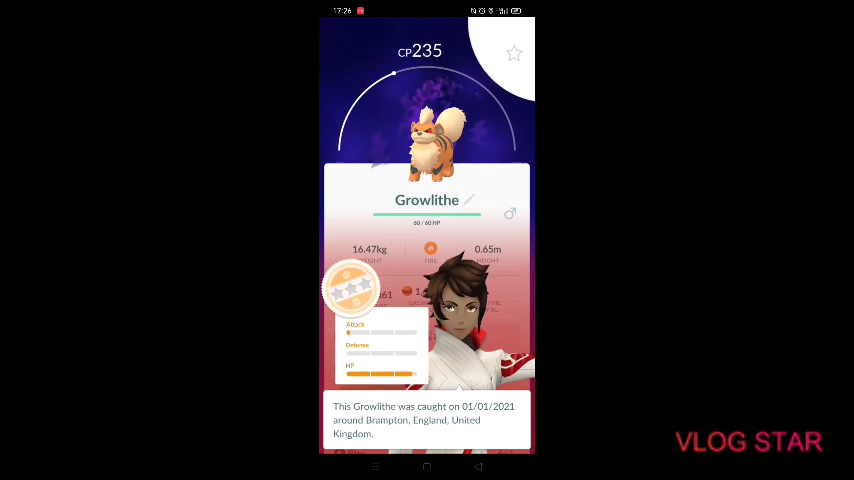 17:26
CP235
Growlithe
60 / 60 HP
16.47kg
0.65m
WEIGHT
FIRE
HEIGHT
Attack
Defense
HP
This Growlithe was caught on 01/01/2021
around Brampton, England, United
Kingdom.
VLOG STAR